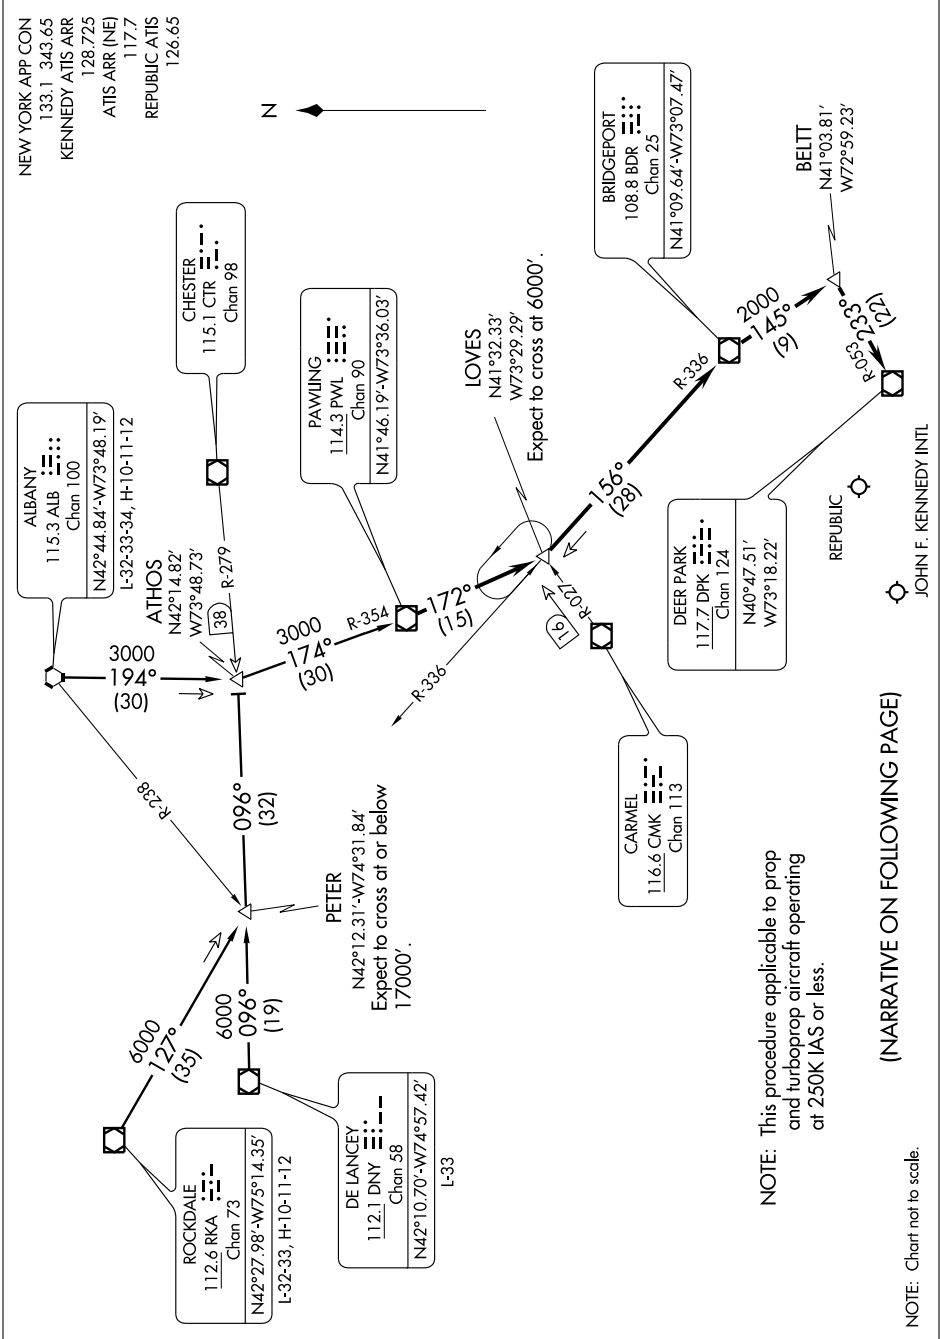 NEW YORK APP CON
133.1 343.65
KENNEDY ATIS ARR
128.725
ATIS ARR (NE)
117.7
REPUBLIC ATIS
126.65
N
ALBANY
115.3 ALB
Chan 100
N42°44.84'-W73°48.19'
L-32-33-34, H-10-11-12
CHESTER
115.1 CTR
Chan 98
ROCKDALE
112.6 RKA
Chan 73
N42°27.98'-W75°14.35'
L-32-33, H-10-11-12
6000
127°
(35)
R-238
3000
194°
(30)
ATHOS
N42°14.82'
W73°48.73'
38
R-279
DE LANCEY
112.1 DNY
Chan 58
N42°10.70'-W74°57.42'
L-33
6000
096°
(19)
PETER
N42°12.31'-W74°31.84'
Expect to cross at or below
17000'.
096°
(32)
3000
174°
(30)
R-354
PAWLING
114.3 PWL
Chan 90
N41°46.19'-W73°36.03'
172°
(15)
R-336
LOVES
N41°32.33'
W73°29.29'
Expect to cross at 6000'.
16
R-027
CARMEL
116.6 CMK
Chan 113
156°
(28)
R-336
BRIDGEPORT
108.8 BDR
Chan 25
N41°09.64'-W73°07.47'
2000
145°
(9)
BELTT
N41°03.81'
W72°59.23'
233°
(22)
R-053
DEER PARK
117.7 DPK
Chan 124
N40°47.51'
W73°18.22'
REPUBLIC
JOHN F. KENNEDY INTL
NOTE: This procedure applicable to prop
and turboprop aircraft operating
at 250K IAS or less.
(NARRATIVE ON FOLLOWING PAGE)
NOTE: Chart not to scale.